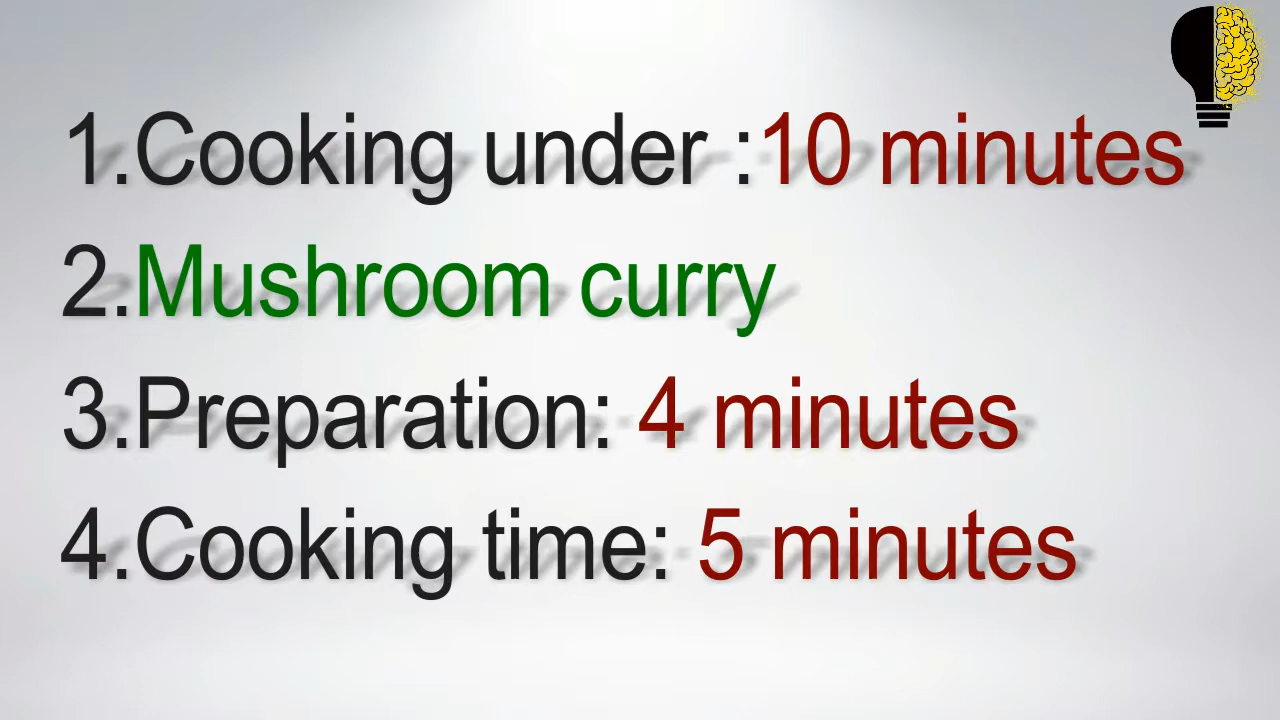 1.Cooking under :10 minutes
2.Mushroom curry
3.Preparation: 4 minutes
4.Cooking time: 5 minutes